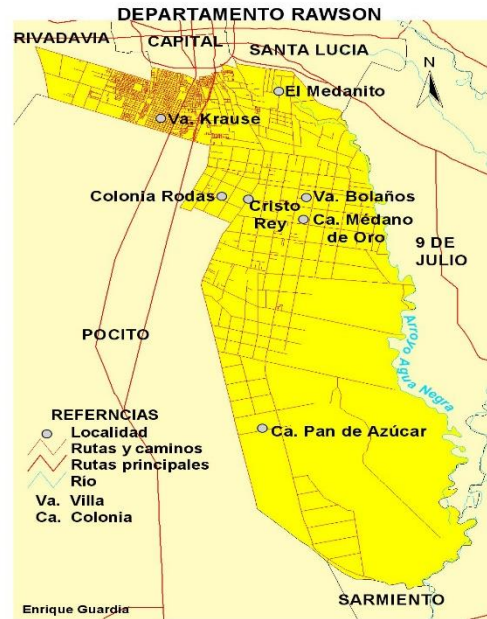 DEPARTAMENTO RAWSON
RIVADAVIA
CAPITAL
SANTA LUCIA
N
El Medanito
Va. Krause
Colonia Rodas
Cristo
Rey
Va. Bolaños
Ca. Médano
de Oro
9 DE
JULIO
Arroyo
Agua Negra
POCITO
REFERNCIAS
Localidad
Rutas y caminos
Rutas principales
Río
Va. Villa
Ca. Colonia
Ca. Pan de Azúcar
SARMIENTO
Enrique Guardia